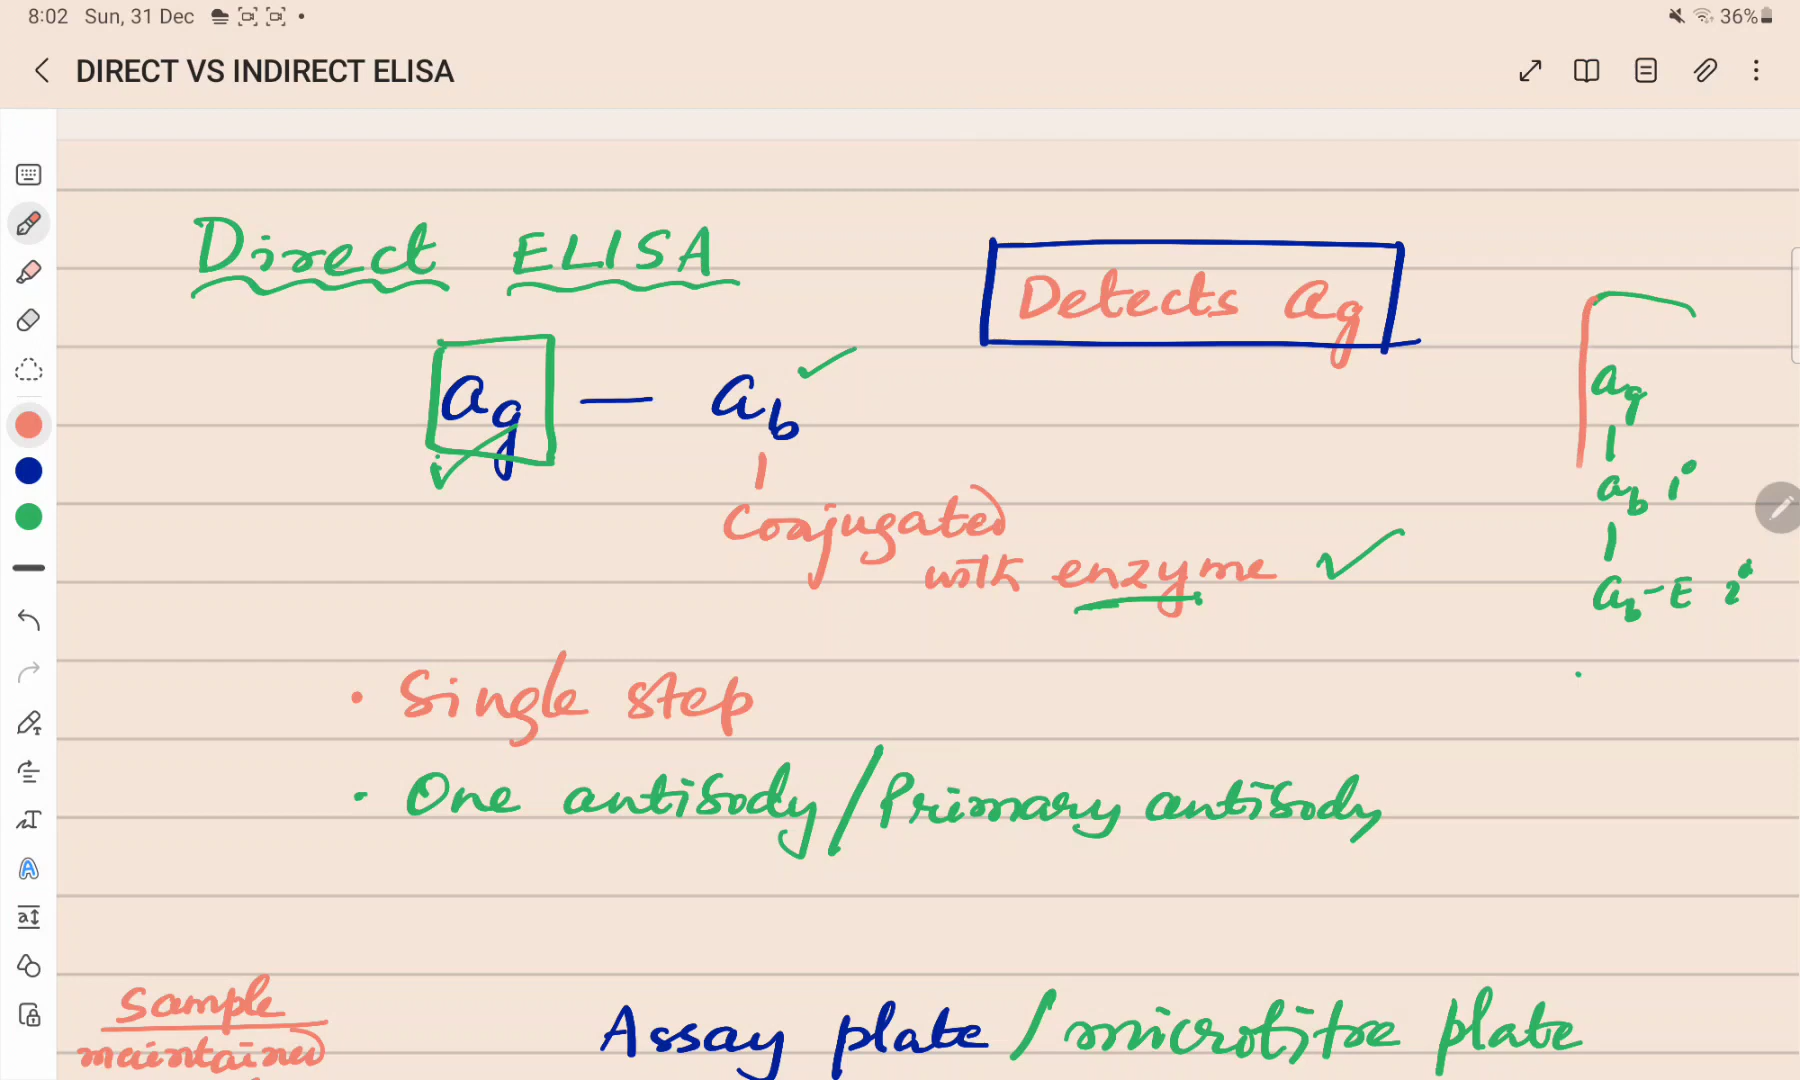 8:02 Sun, 31 Dec
36%
DIRECT VS INDIRECT ELISA
Direct ELISA
Detects ag
ag — ab
Conjugated
with enzyme
ag
ab 1°
ab - E 2°
• Single step
• One antibody / Primary antibody
Sample
maintained
Assay plate / microtitre plate